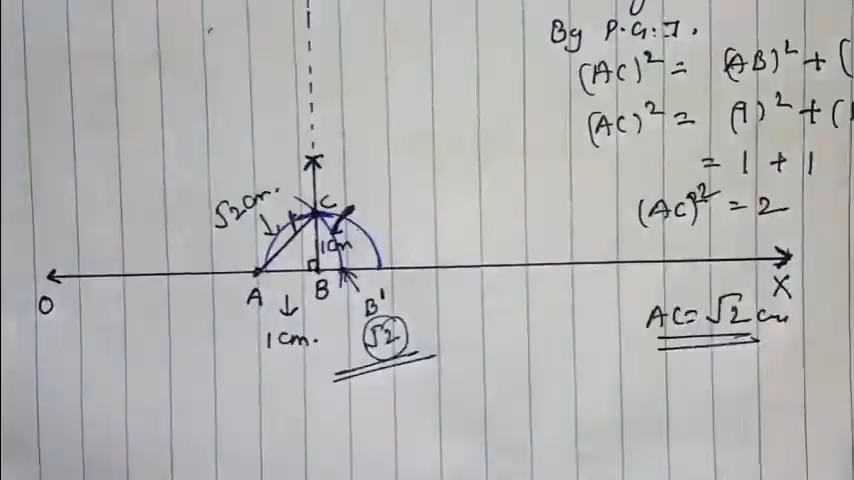 By P.G.T.
(AC)² = (AB)² + (
(AC)² = (1)² + (1
= 1 + 1
(AC)² = 2
AC = √2 cm
√2 cm.
C
1cm
O
A
B
B'
X
1cm.
√2